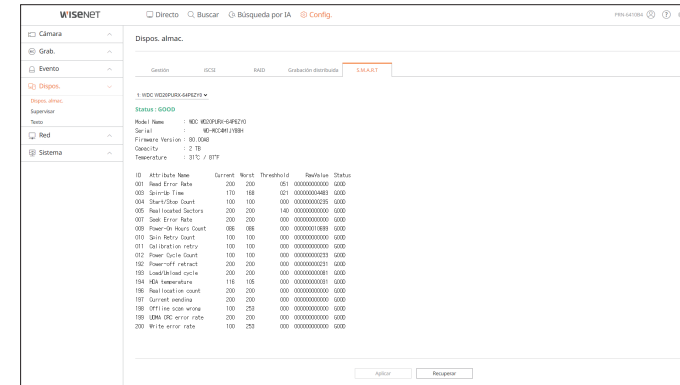 WISENET
Directo Buscar Búsqueda por IA Config.
Cámara
Grab.
Evento
Dispos.
Dispos. almac.
Supervisar
Texto
Red
Sistema
Dispos. almac.
Gestión iSCSI RAID Grabación distribuida S.M.A.R.T
1: WDC WD20PURX-64P6ZY0
Status : GOOD
Model Name : WDC WD20PURX-64P6ZY0
Serial : WD-WCC4M1JY8BH
Firmware Version : 80.00A8
Capacity : 2 TB
Temperature : 31℃ / 87℉
ID Attribute Name Current Worst Threshhold RawValue Status
001 Read Error Rate 200 200 051 000000000000 GOOD
003 Spin-Up Time 170 168 021 000000004483 GOOD
004 Start/Stop Count 100 100 000 000000000235 GOOD
005 Reallocated Sectors 200 200 140 000000000000 GOOD
007 Seek Error Rate 200 200 000 000000000000 GOOD
009 Power-On Hours Count 086 086 000 000000010699 GOOD
010 Spin Retry Count 100 100 000 000000000000 GOOD
011 Calibration retry 100 100 000 000000000000 GOOD
012 Power Cycle Count 100 100 000 000000000233 GOOD
192 Power-off retract 200 200 000 000000000231 GOOD
193 Load/Unload cycle 200 200 000 000000000081 GOOD
194 HDA temperature 116 105 000 000000000031 GOOD
196 Reallocation count 200 200 000 000000000000 GOOD
197 Current pending 200 200 000 000000000000 GOOD
198 Offline scan wrong 100 253 000 000000000000 GOOD
199 UDMA CRC error rate 200 200 000 000000000000 GOOD
200 Write error rate 100 253 000 000000000000 GOOD
Aplicar Recuperar